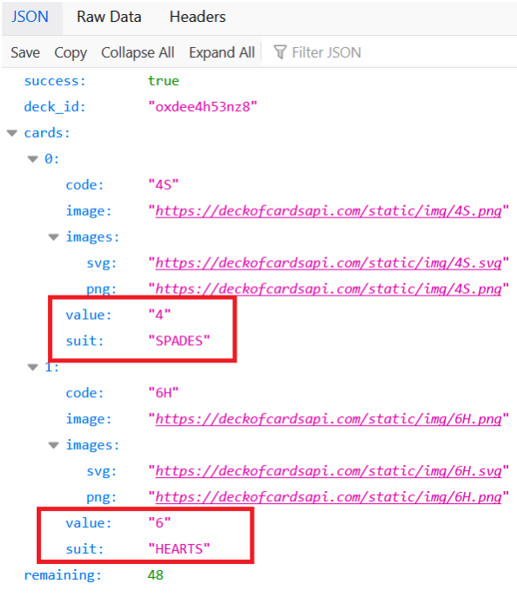 JSON Raw Data Headers
Save Copy Collapse All Expand All Filter JSON
success: true
deck_id: "oxdee4h53nz8"
cards:
0:
code: "4S"
image: "https://deckofcardsapi.com/static/img/4S.png"
images:
svg: "https://deckofcardsapi.com/static/img/4S.svg"
png: "https://deckofcardsapi.com/static/img/4S.png"
value: "4"
suit: "SPADES"
1:
code: "6H"
image: "https://deckofcardsapi.com/static/img/6H.png"
images:
svg: "https://deckofcardsapi.com/static/img/6H.svg"
png: "https://deckofcardsapi.com/static/img/6H.png"
value: "6"
suit: "HEARTS"
remaining: 48